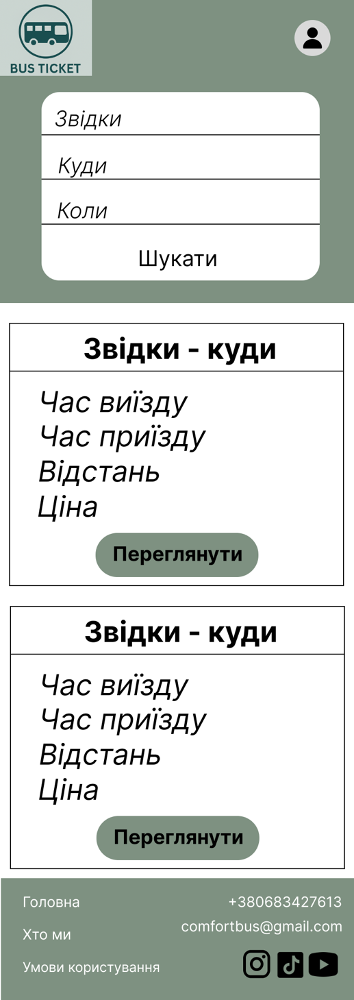 BUS TICKET
Звідки
Куди
Коли
Шукати
Звідки - куди
Час виїзду
Час приїзду
Відстань
Ціна
Переглянути
Звідки - куди
Час виїзду
Час приїзду
Відстань
Ціна
Переглянути
Головна
Хто ми
Умови користування
+380683427613
comfortbus@gmail.com